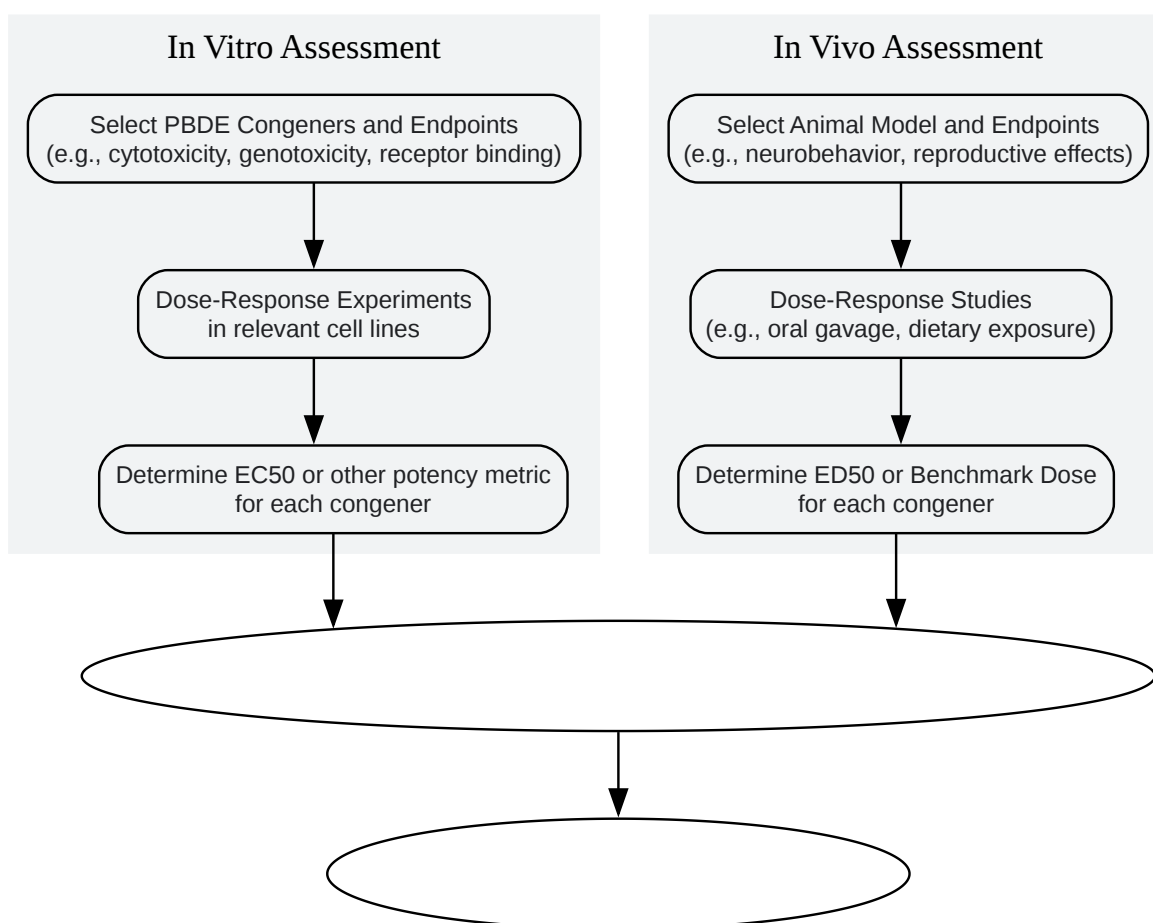 In Vitro Assessment
Select PBDE Congeners and Endpoints
(e.g., cytotoxicity, genotoxicity, receptor binding)
Dose-Response Experiments
in relevant cell lines
Determine EC50 or other potency metric
for each congener
In Vivo Assessment
Select Animal Model and Endpoints
(e.g., neurobehavior, reproductive effects)
Dose-Response Studies
(e.g., oral gavage, dietary exposure)
Determine ED50 or Benchmark Dose
for each congener